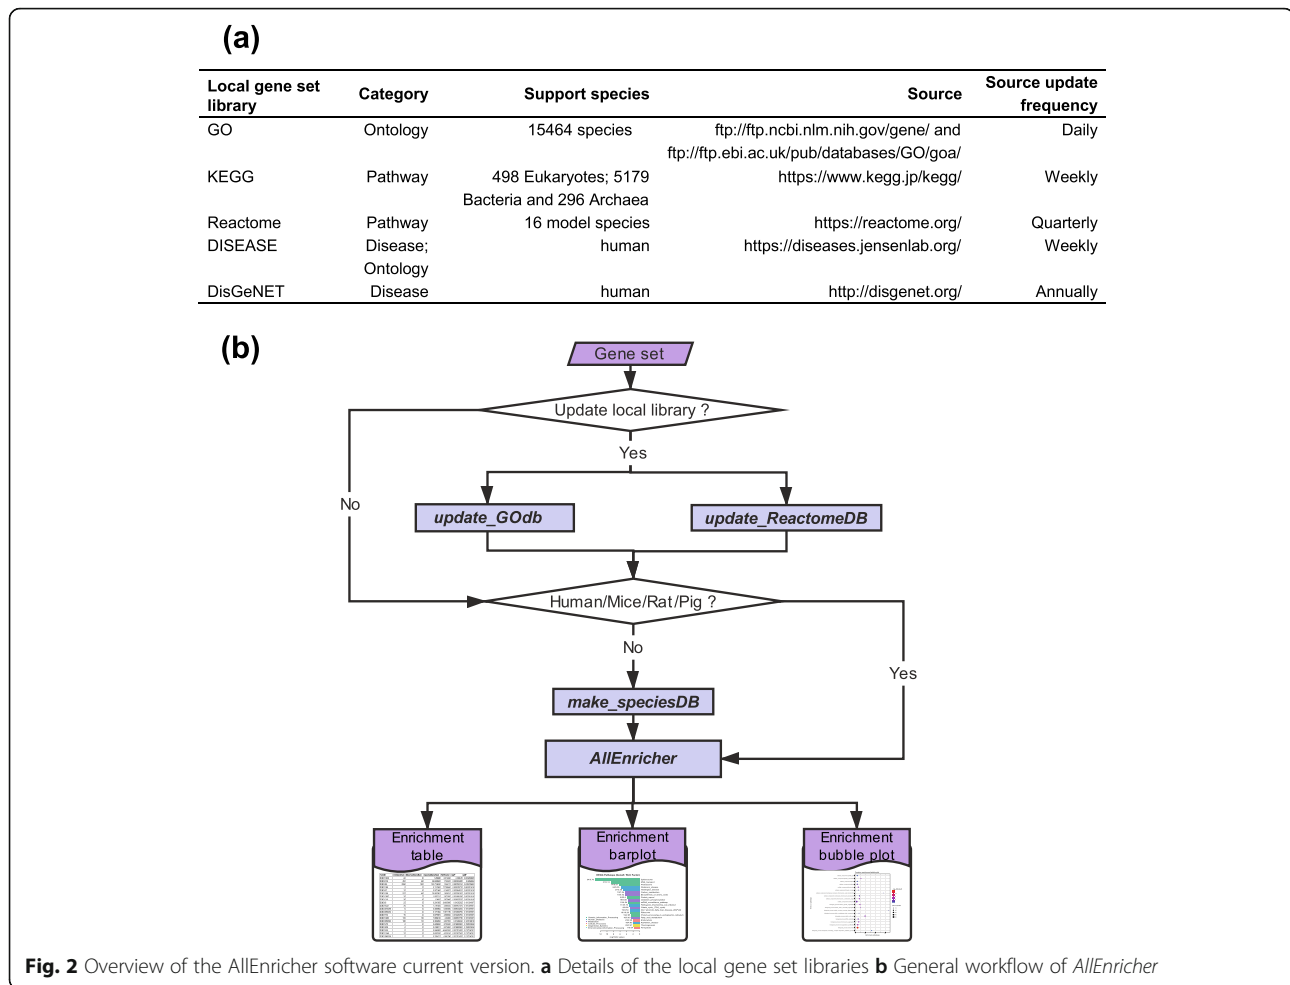 (a)
Local gene set library Category Support species Source Source update frequency
GO Ontology 15464 species ftp://ftp.ncbi.nlm.nih.gov/gene/ and Daily
ftp://ftp.ebi.ac.uk/pub/databases/GO/goa/
KEGG Pathway 498 Eukaryotes; 5179 https://www.kegg.jp/kegg/ Weekly
Bacteria and 296 Archaea
Reactome Pathway 16 model species https://reactome.org/ Quarterly
DISEASE Disease; human https://diseases.jensenlab.org/ Weekly
Ontology
DisGeNET Disease human http://disgenet.org/ Annually
(b)
Gene set
Update local library ?
Yes
No
update_GOdb update_ReactomeDB
Human/Mice/Rat/Pig ?
No
Yes
make_speciesDB
AllEnricher
Enrichment table
Enrichment barplot
Enrichment bubble plot
Fig. 2 Overview of the AllEnricher software current version. a Details of the local gene set libraries b General workflow of AllEnricher